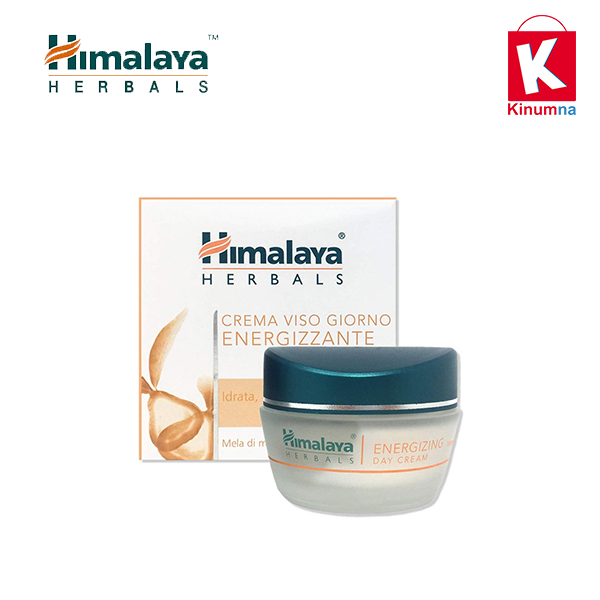 Himalaya™
HERBALS
K
Kinumna
Himalaya®
HERBALS
CREMA VISO GIORNO
ENERGIZZANTE
Idrata,
Mela di
Himalaya®
HERBALS
ENERGIZING
DAY CREAM